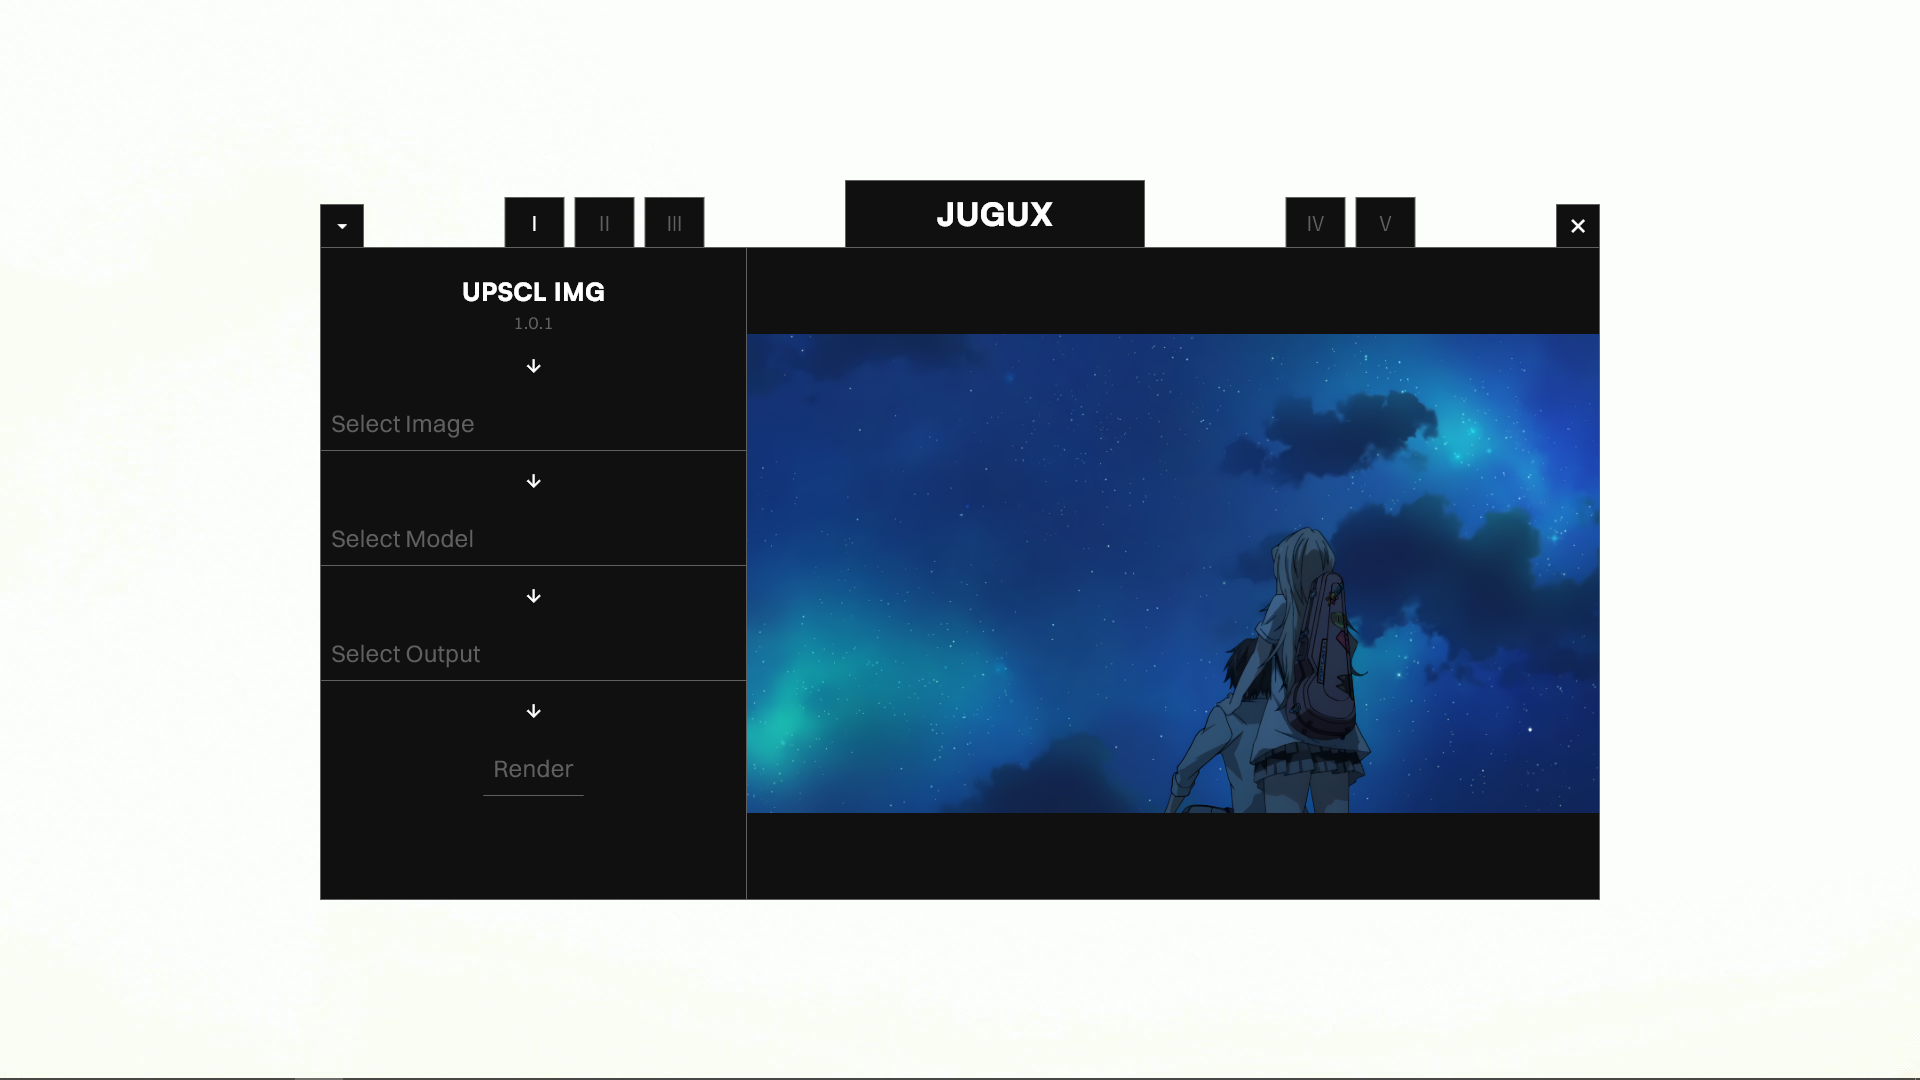 I
II
III
JUGUX
IV
V
UPSCL IMG
1.0.1
Select Image
Select Model
Select Output
Render